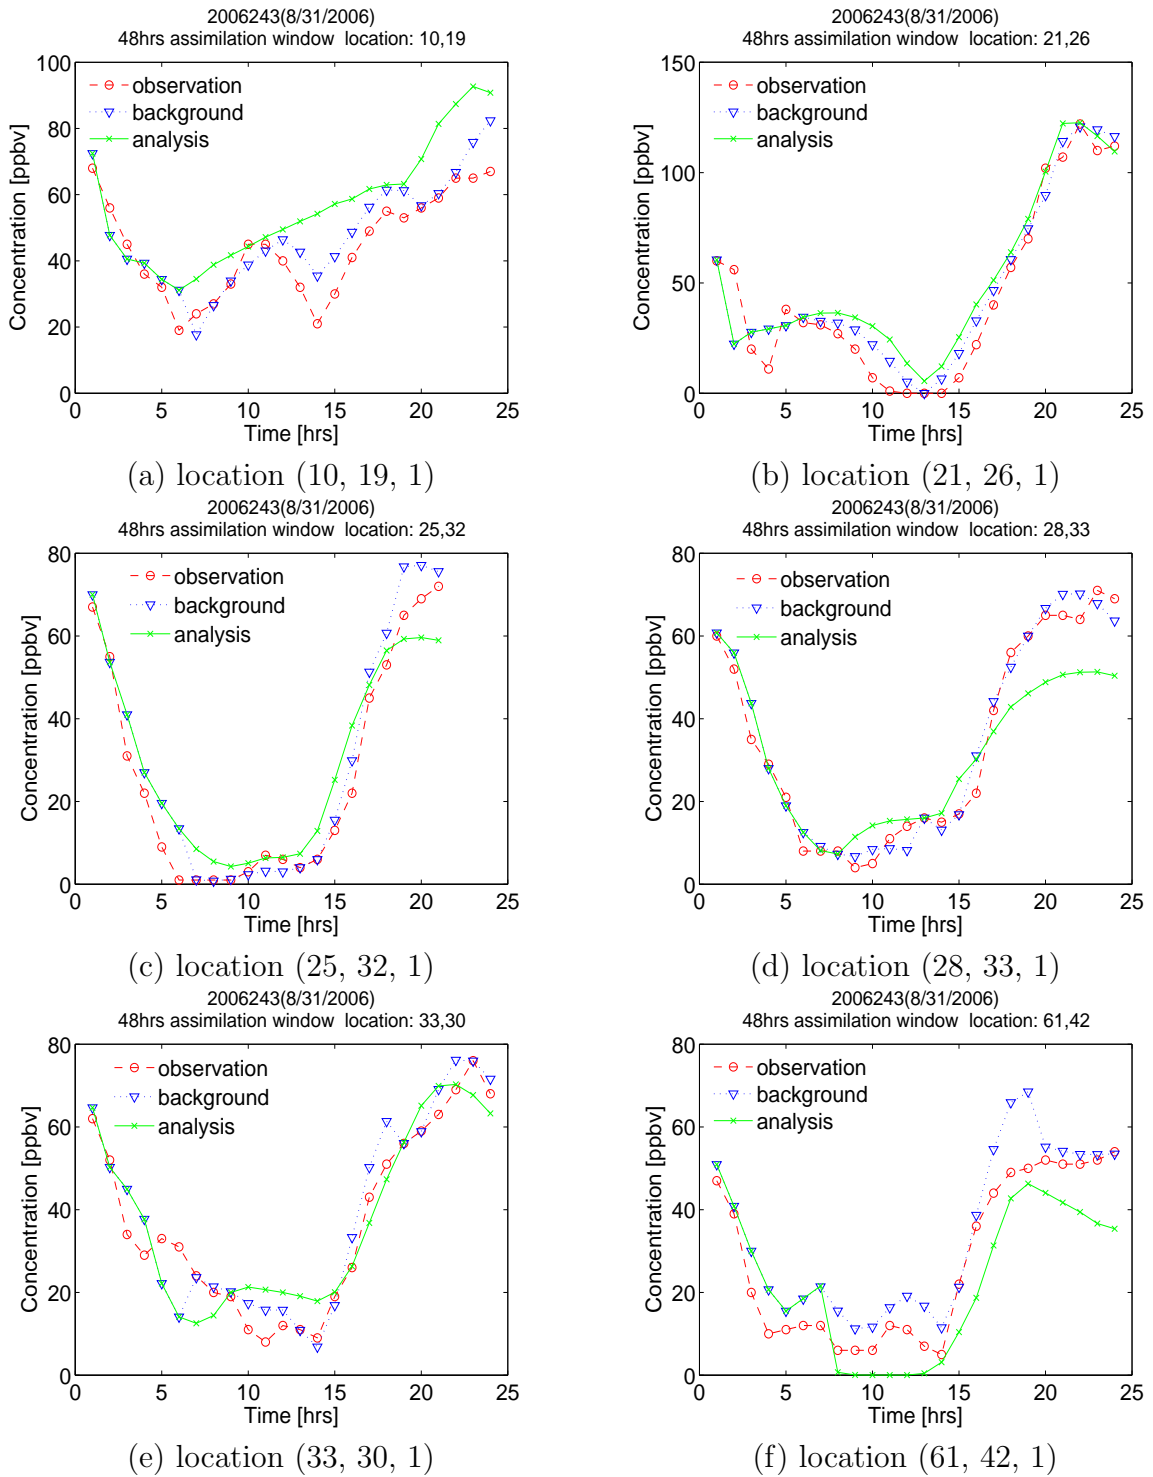 2006243(8/31/2006)
48hrs assimilation window location: 10,19
100
80
60
40
20
0
0 5 10 15 20 25
Concentration [ppbv]
Time [hrs]
observation
background
analysis
(a) location (10, 19, 1)
2006243(8/31/2006)
48hrs assimilation window location: 21,26
150
100
50
0
0 5 10 15 20 25
Concentration [ppbv]
Time [hrs]
observation
background
analysis
(b) location (21, 26, 1)
2006243(8/31/2006)
48hrs assimilation window location: 25,32
80
60
40
20
0
0 5 10 15 20 25
Concentration [ppbv]
Time [hrs]
observation
background
analysis
(c) location (25, 32, 1)
2006243(8/31/2006)
48hrs assimilation window location: 28,33
80
60
40
20
0
0 5 10 15 20 25
Concentration [ppbv]
Time [hrs]
observation
background
analysis
(d) location (28, 33, 1)
2006243(8/31/2006)
48hrs assimilation window location: 33,30
80
60
40
20
0
0 5 10 15 20 25
Concentration [ppbv]
Time [hrs]
observation
background
analysis
(e) location (33, 30, 1)
2006243(8/31/2006)
48hrs assimilation window location: 61,42
80
60
40
20
0
0 5 10 15 20 25
Concentration [ppbv]
Time [hrs]
observation
background
analysis
(f) location (61, 42, 1)